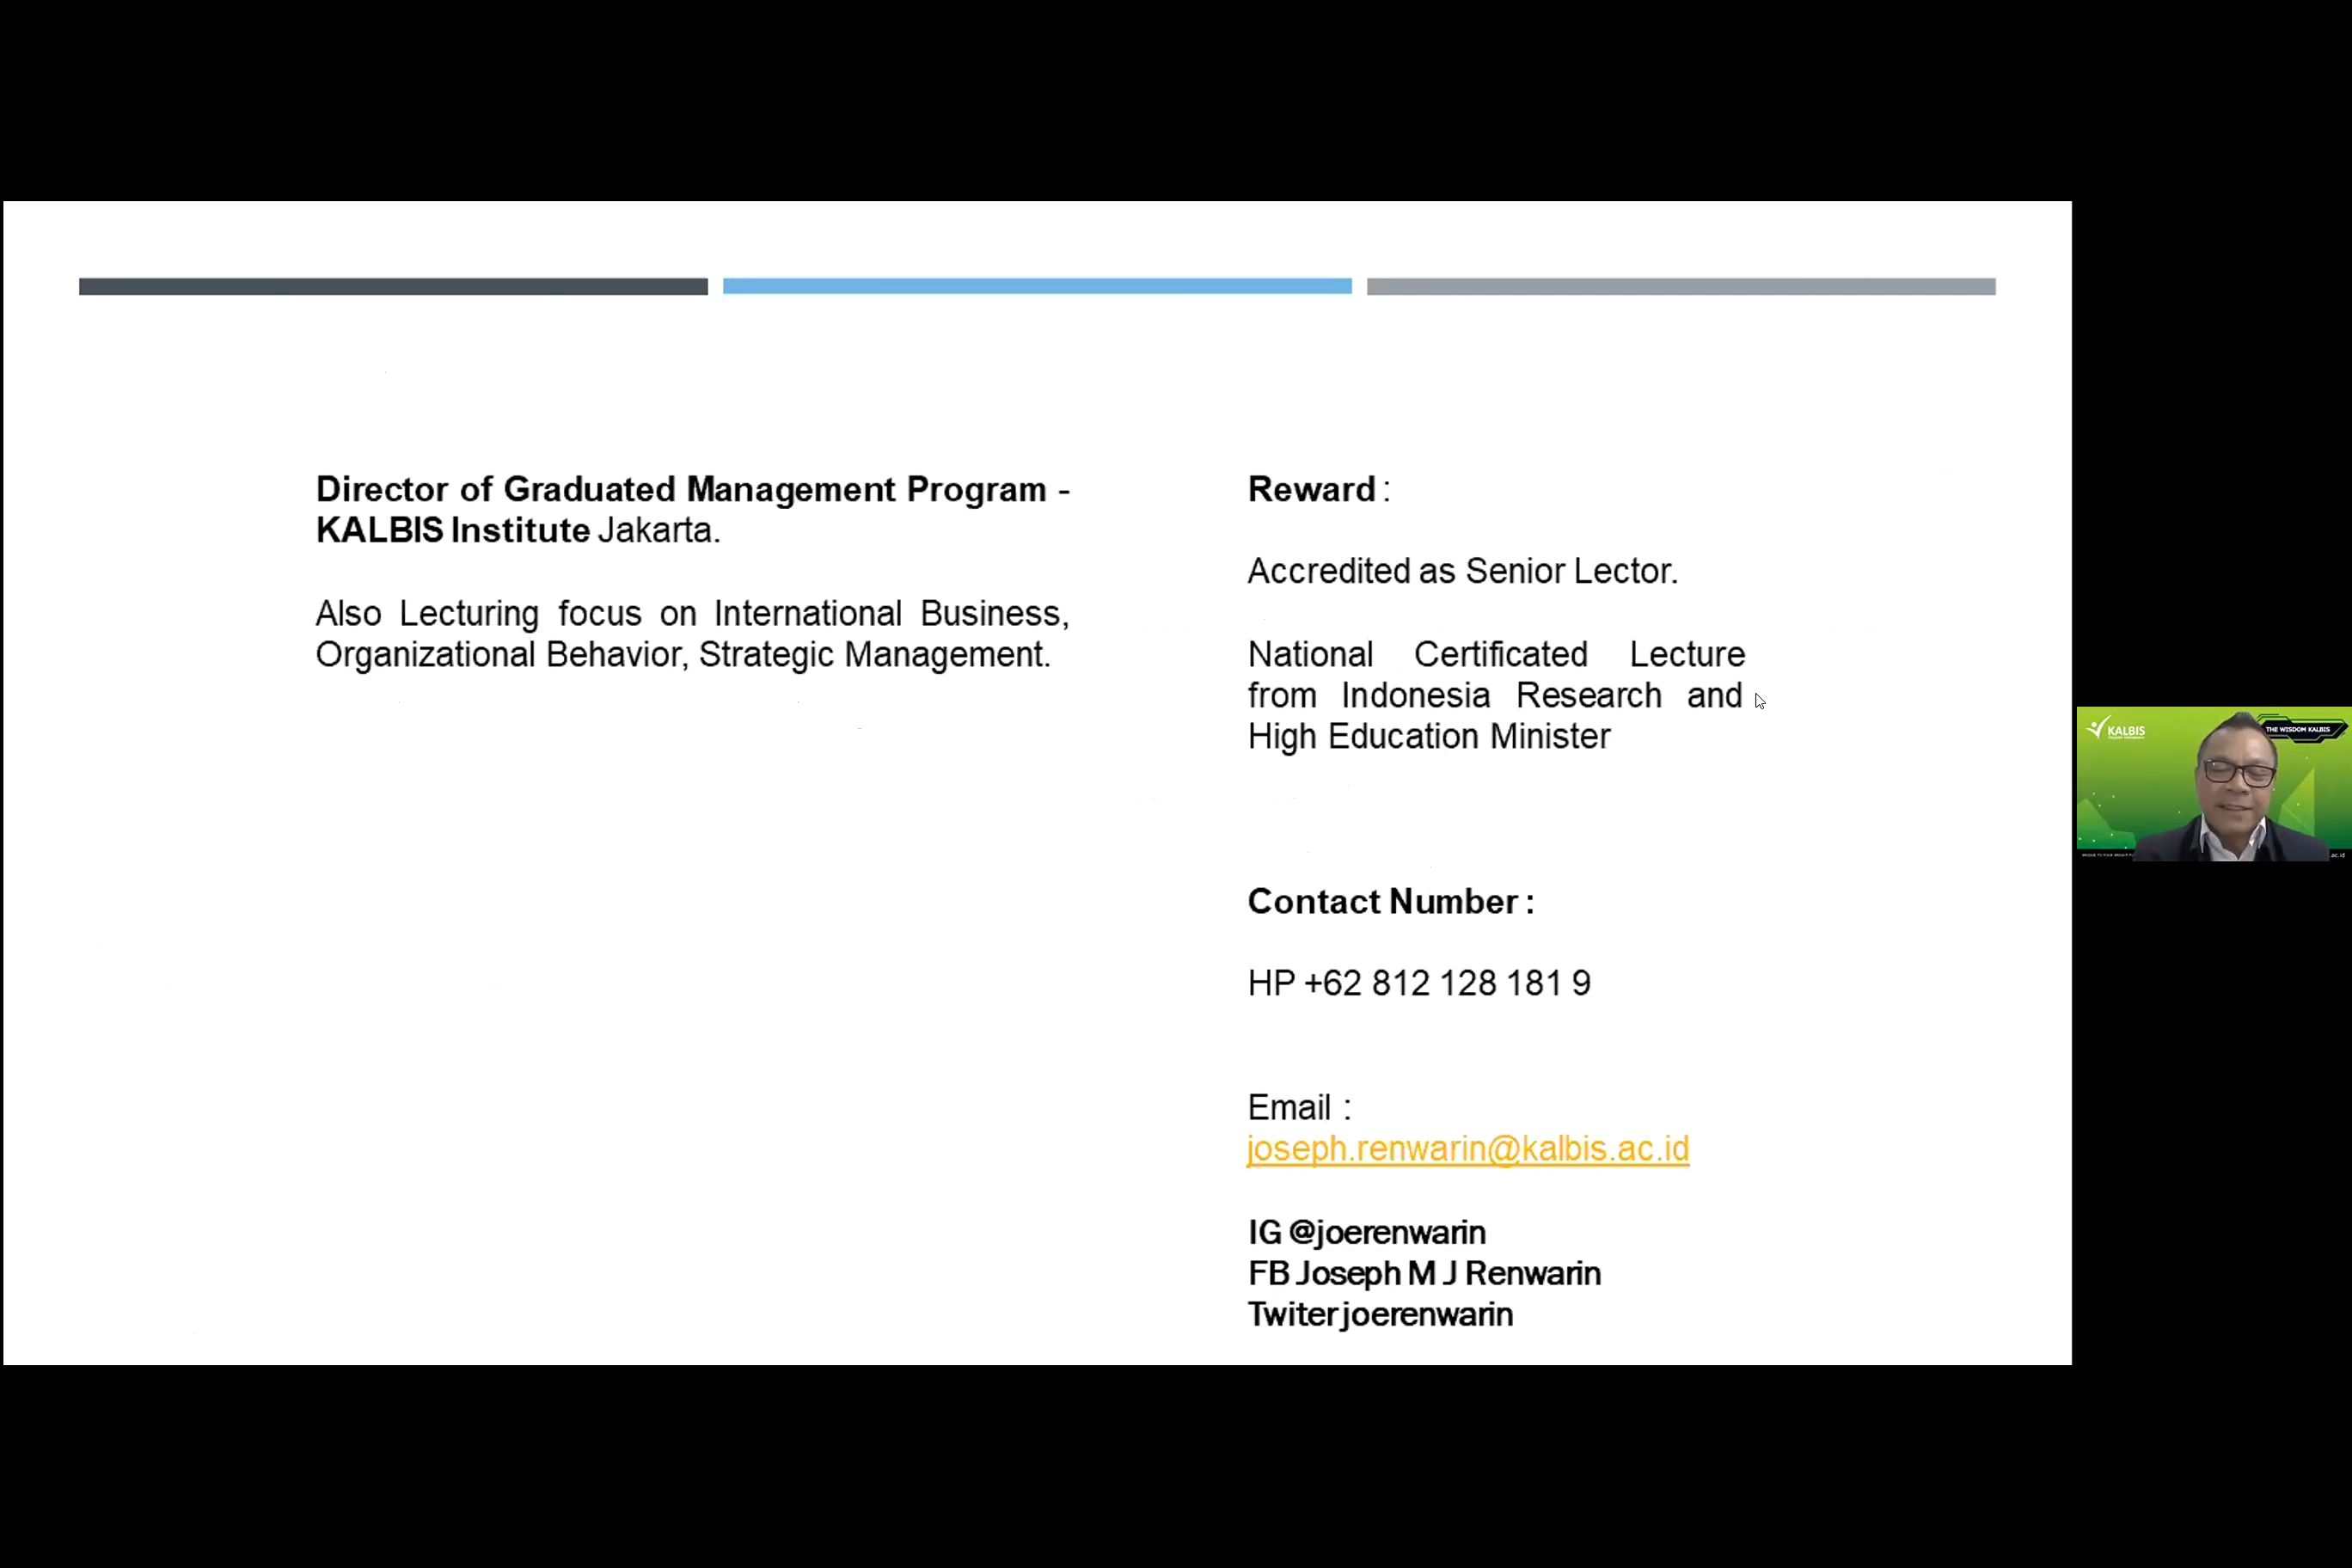 Director of Graduated Management Program -
KALBIS Institute Jakarta.
Also Lecturing focus on International Business,
Organizational Behavior, Strategic Management.
Reward :
Accredited as Senior Lector.
National Certificated Lecture
from Indonesia Research and
High Education Minister
Contact Number :
HP +62 812 128 181 9
Email :
joseph.renwarin@kalbis.ac.id
IG @joerenwarin
FB Joseph M J Renwarin
Twiter joerenwarin
KALBIS
THE WISDOM KALBIS
ac.id